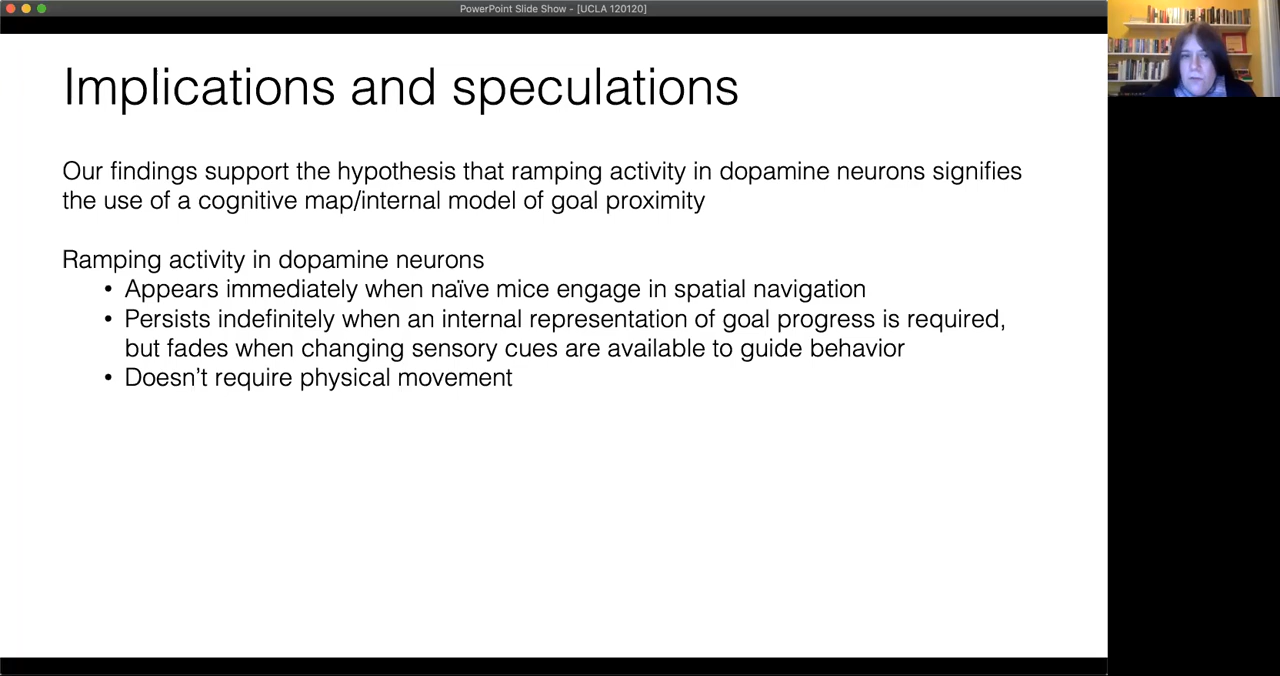 PowerPoint Slide Show - [UCLA 120120]
Implications and speculations
Our findings support the hypothesis that ramping activity in dopamine neurons signifies
the use of a cognitive map/internal model of goal proximity
Ramping activity in dopamine neurons
• Appears immediately when naïve mice engage in spatial navigation
• Persists indefinitely when an internal representation of goal progress is required,
but fades when changing sensory cues are available to guide behavior
• Doesn't require physical movement